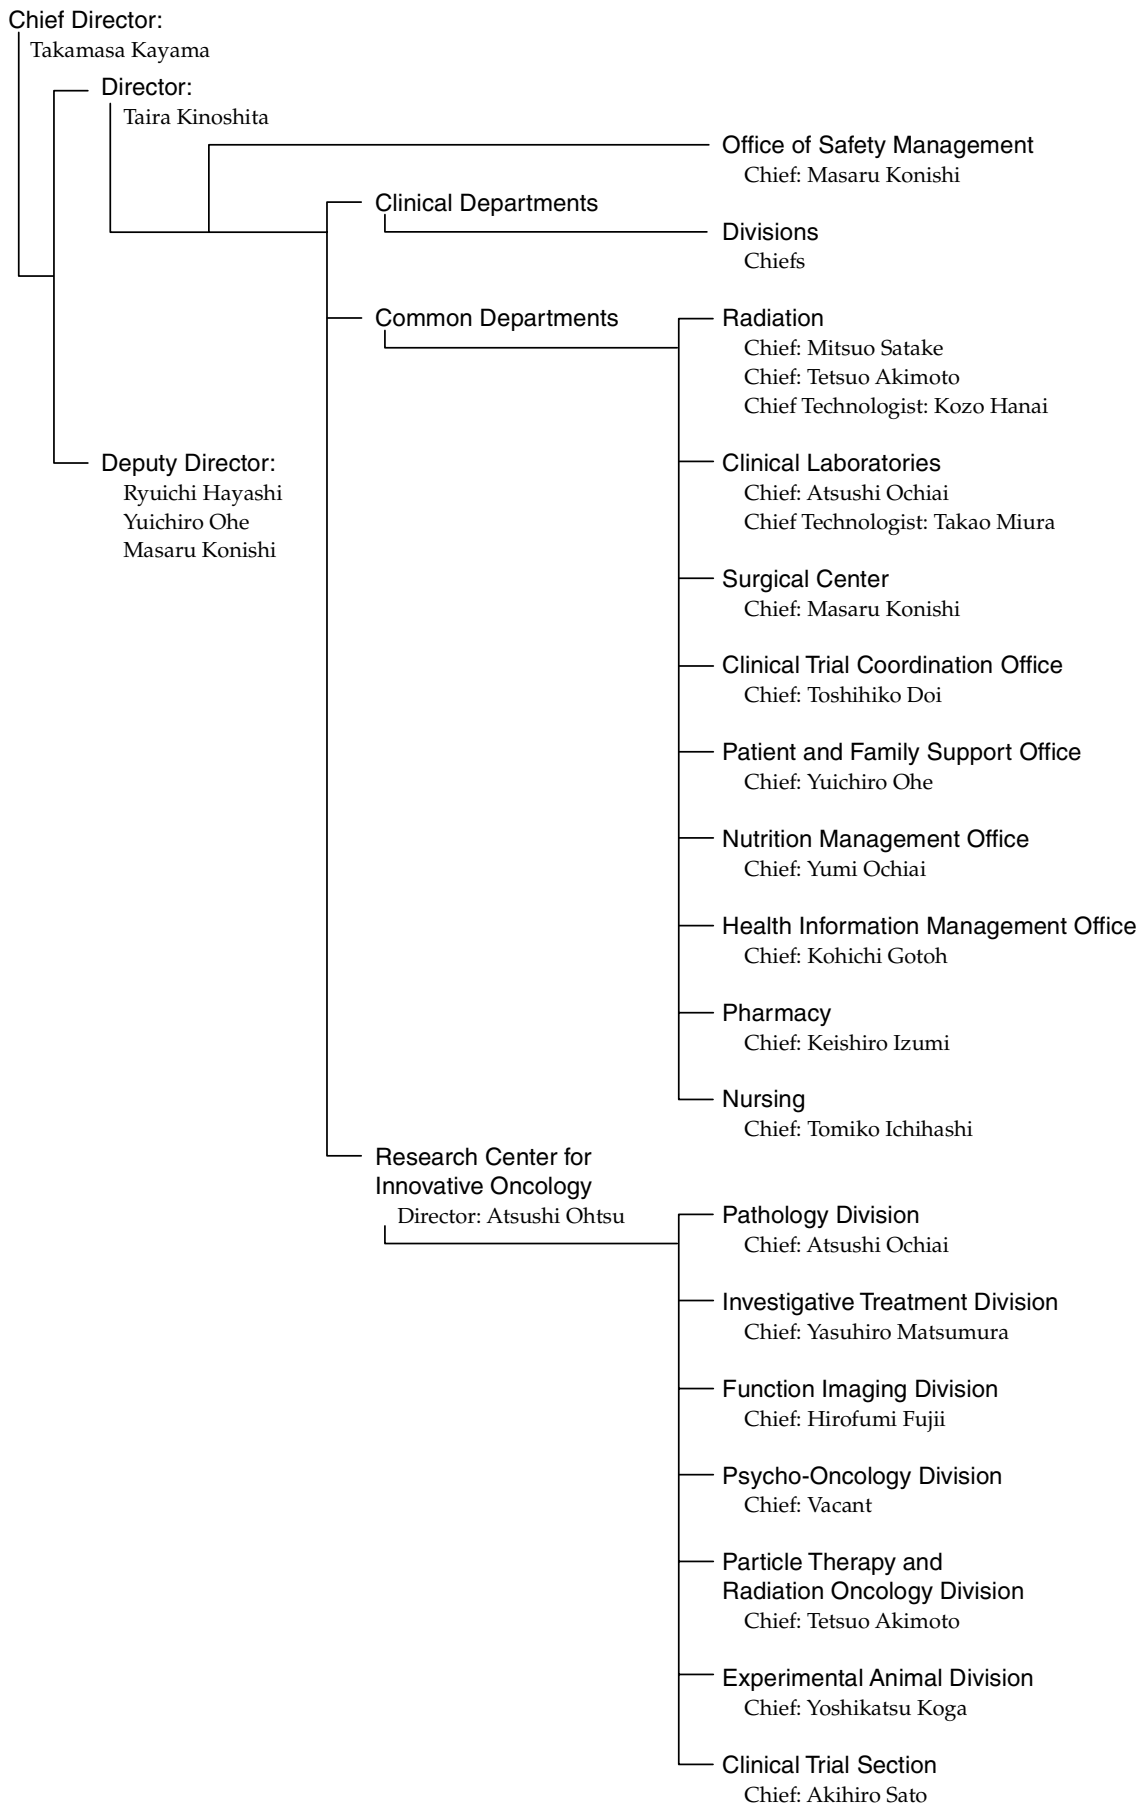 Chief Director:
Takamasa Kayama
Director:
Taira Kinoshita
Office of Safety Management
Chief: Masaru Konishi
Clinical Departments
Divisions
Chiefs
Common Departments
Radiation
Chief: Mitsuo Satake
Chief: Tetsuo Akimoto
Chief Technologist: Kozo Hanai
Deputy Director:
Ryuichi Hayashi
Yuichiro Ohe
Masaru Konishi
Clinical Laboratories
Chief: Atsushi Ochiai
Chief Technologist: Takao Miura
Surgical Center
Chief: Masaru Konishi
Clinical Trial Coordination Office
Chief: Toshihiko Doi
Patient and Family Support Office
Chief: Yuichiro Ohe
Nutrition Management Office
Chief: Yumi Ochiai
Health Information Management Office
Chief: Kohichi Gotoh
Pharmacy
Chief: Keishiro Izumi
Nursing
Chief: Tomiko Ichihashi
Research Center for
Innovative Oncology
Director: Atsushi Ohtsu
Pathology Division
Chief: Atsushi Ochiai
Investigative Treatment Division
Chief: Yasuhiro Matsumura
Function Imaging Division
Chief: Hirofumi Fujii
Psycho-Oncology Division
Chief: Vacant
Particle Therapy and
Radiation Oncology Division
Chief: Tetsuo Akimoto
Experimental Animal Division
Chief: Yoshikatsu Koga
Clinical Trial Section
Chief: Akihiro Sato